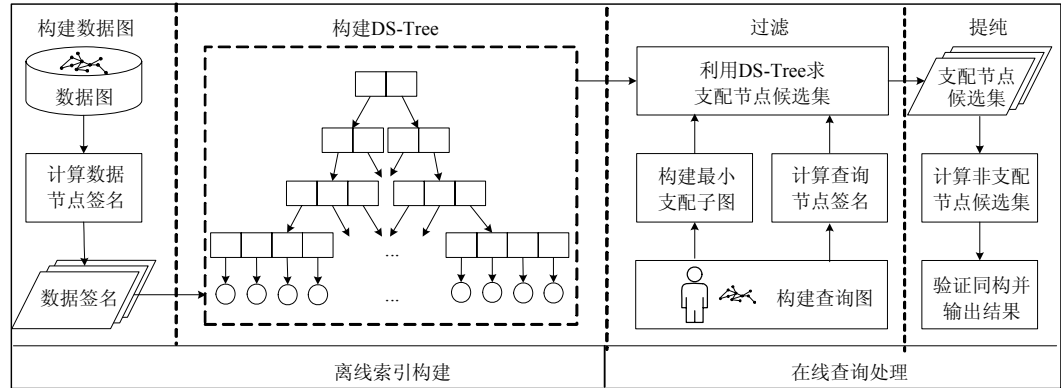 构建数据图
数据图
计算数据
节点签名
数据签名
构建DS-Tree
...
...
...
...
过滤
利用DS-Tree求
支配节点候选集
构建最小
支配子图
计算查询
节点签名
构建查询图
提纯
支配节点
候选集
计算非支配
节点候选集
验证同构并
输出结果
离线索引构建
在线查询处理